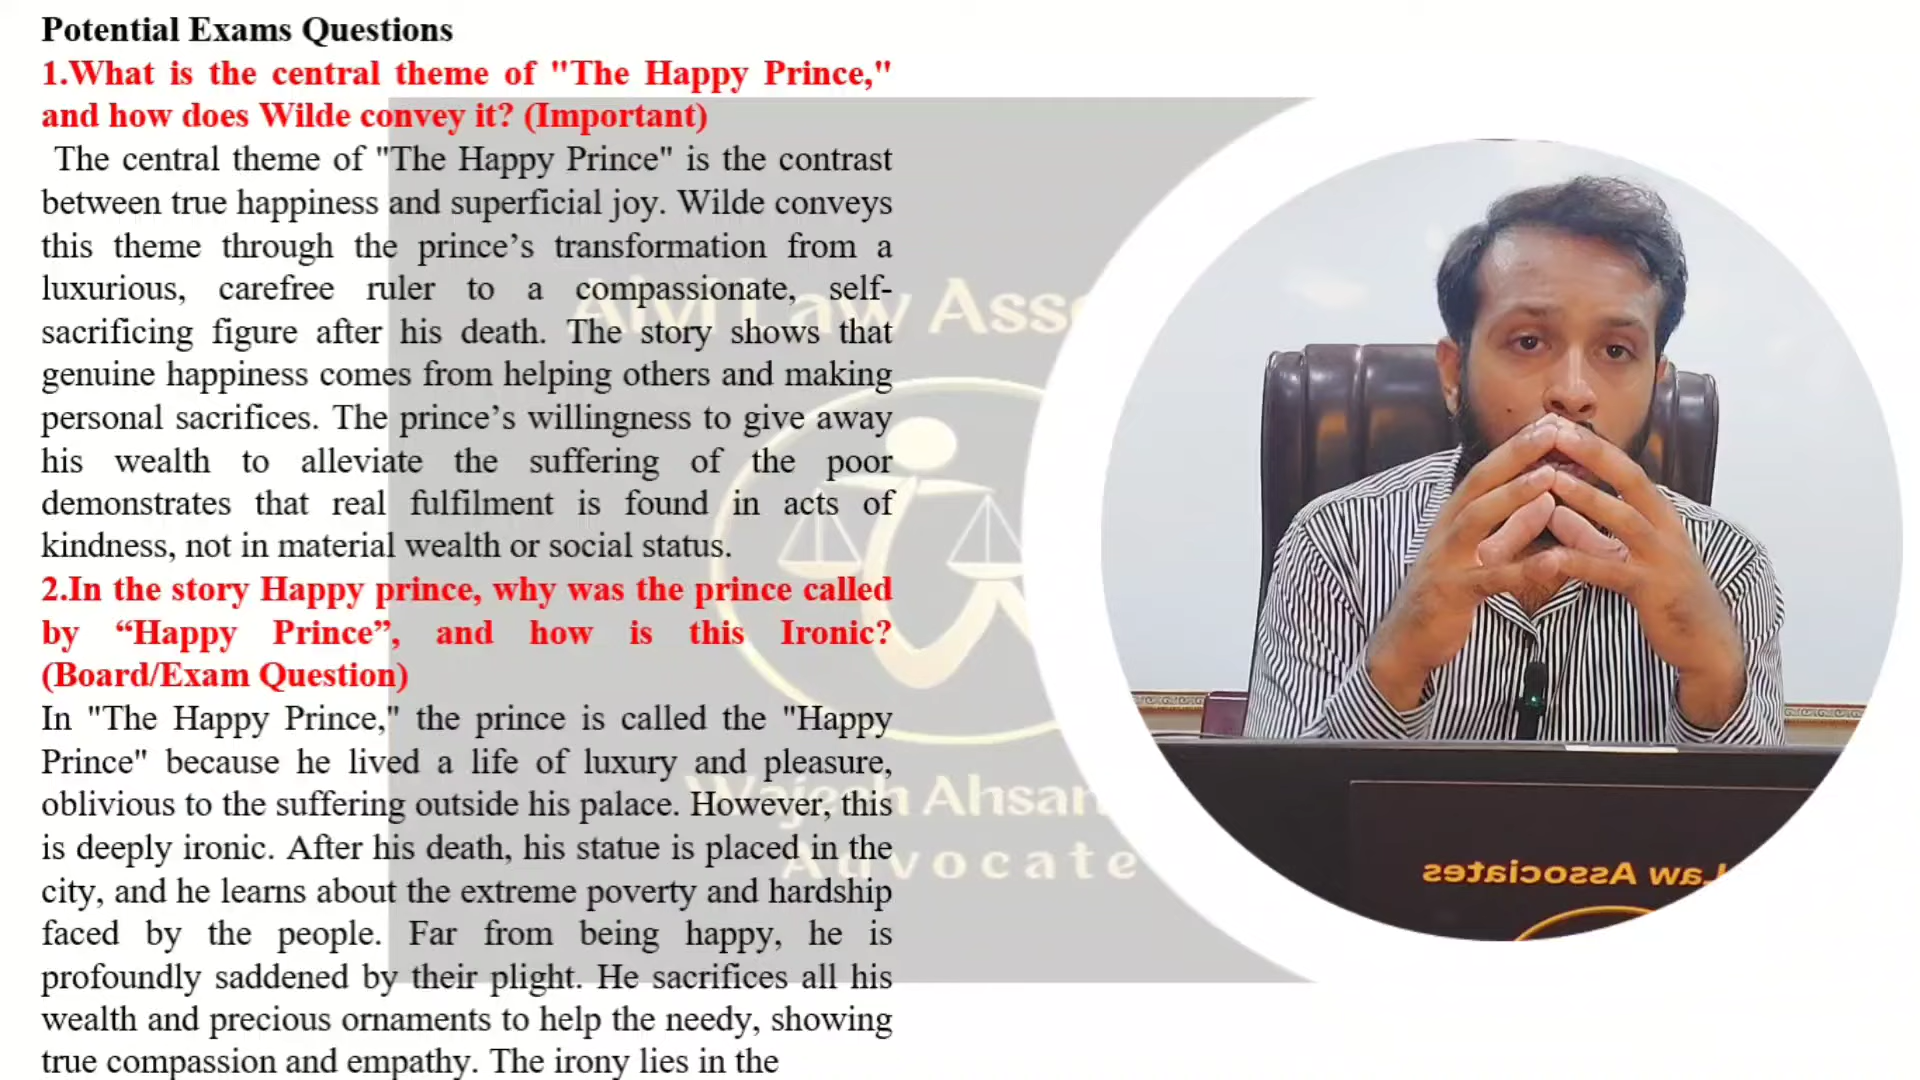 Potential Exams Questions
1.What is the central theme of "The Happy Prince,"
and how does Wilde convey it? (Important)
The central theme of "The Happy Prince" is the contrast
between true happiness and superficial joy. Wilde conveys
this theme through the prince’s transformation from a
luxurious, carefree ruler to a compassionate, self-
sacrificing figure after his death. The story shows that
genuine happiness comes from helping others and making
personal sacrifices. The prince’s willingness to give away
his wealth to alleviate the suffering of the poor
demonstrates that real fulfilment is found in acts of
kindness, not in material wealth or social status.
2.In the story Happy prince, why was the prince called
by “Happy Prince”, and how is this Ironic?
(Board/Exam Question)
In "The Happy Prince," the prince is called the "Happy
Prince" because he lived a life of luxury and pleasure,
oblivious to the suffering outside his palace. However, this
is deeply ironic. After his death, his statue is placed in the
city, and he learns about the extreme poverty and hardship
faced by the people. Far from being happy, he is
profoundly saddened by their plight. He sacrifices all his
wealth and precious ornaments to help the needy, showing
true compassion and empathy. The irony lies in the
Law Asso
Ahsan
Advocate
Law Associates